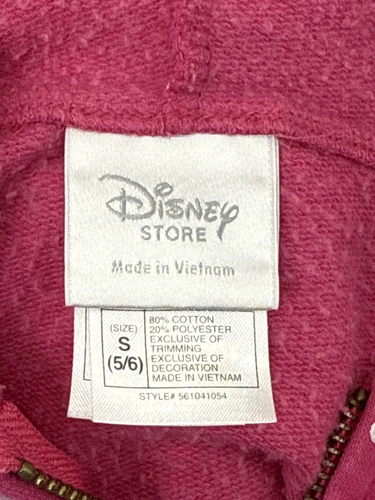 Disney
STORE
Made in Vietnam
(SIZE)
S
(5/6)
80% COTTON
20% POLYESTER
EXCLUSIVE OF
TRIMMING
EXCLUSIVE OF
DECORATION
MADE IN VIETNAM
STYLE# 561041054